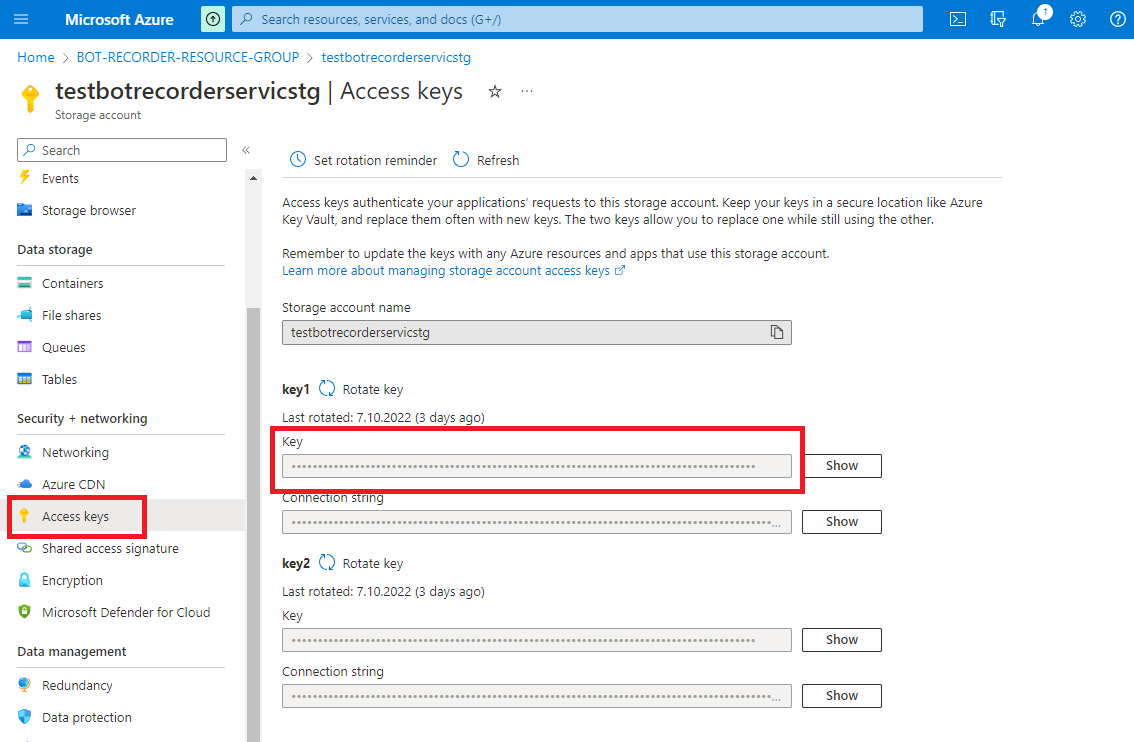 Microsoft Azure
Search resources, services, and docs (G+/)
1
Home > BOT-RECORDER-RESOURCE-GROUP > testbotrecorderservicstg
testbotrecorderservicstg | Access keys
Storage account
Search
«
Events
Storage browser
Data storage
Containers
File shares
Queues
Tables
Security + networking
Networking
Azure CDN
Access keys
Shared access signature
Encryption
Microsoft Defender for Cloud
Data management
Redundancy
Data protection
Set rotation reminder
Refresh
Access keys authenticate your applications' requests to this storage account. Keep your keys in a secure location like Azure
Key Vault, and replace them often with new keys. The two keys allow you to replace one while still using the other.
Remember to update the keys with any Azure resources and apps that use this storage account.
Learn more about managing storage account access keys
Storage account name
testbotrecorderservicstg
key1
Rotate key
Last rotated: 7.10.2022 (3 days ago)
Key
Show
Connection string
Show
key2
Rotate key
Last rotated: 7.10.2022 (3 days ago)
Key
Show
Connection string
Show